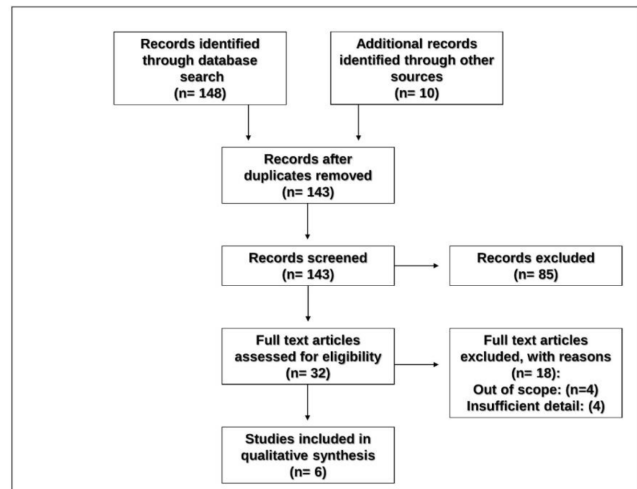 Records identified
through database
search
(n= 148)
Additional records
identified through other
sources
(n= 10)
Records after
duplicates removed
(n= 143)
Records screened
(n= 143)
Records excluded
(n= 85)
Full text articles
assessed for eligibility
(n= 32)
Full text articles
excluded, with reasons
(n= 18):
Out of scope: (n=4)
Insufficient detail: (4)
Studies included in
qualitative synthesis
(n= 6)